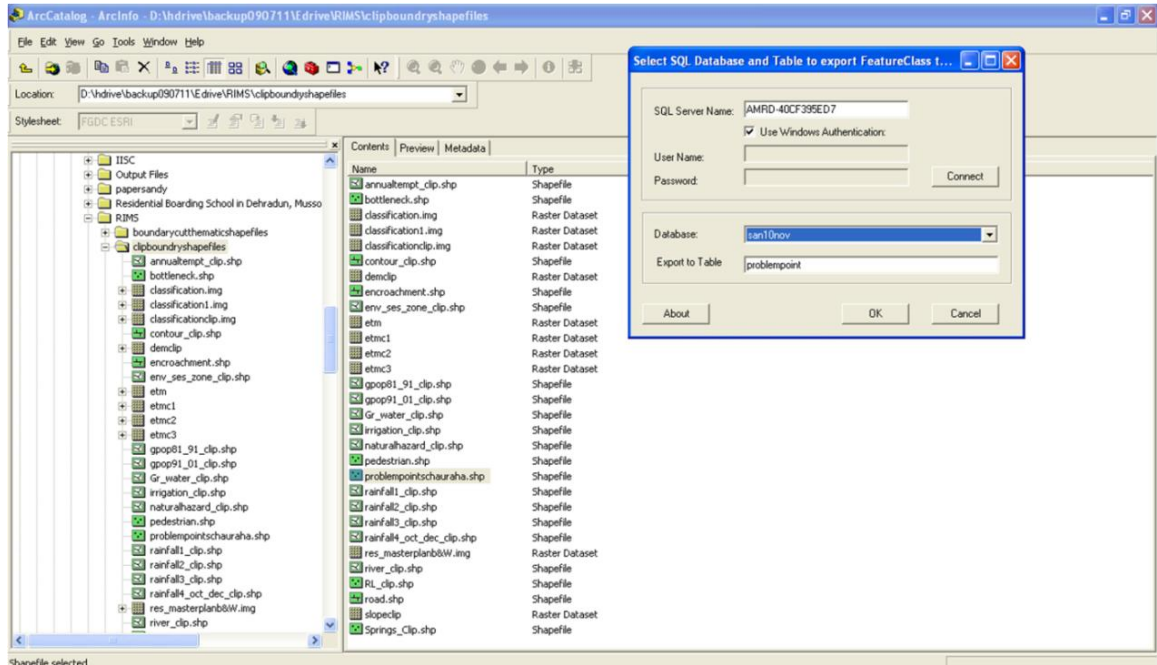 ArcCatalog - ArcInfo - D:\hdrive\backup090711\Edrive\RIMS\clipboundryshapefiles
File Edit View Go Tools Window Help
Location: D:\hdrive\backup090711\Edrive\RIMS\clipboundryshapefiles
Stylesheet: FGDC ESRI
IISC
Output Files
papersandy
Residential Boarding School in Dehradun, Musso
RIMS
boundarycutthematicshapefiles
clipboundryshapefiles
annualtempt_clip.shp
bottleneck.shp
classification.img
classification1.img
classificationclip.img
contour_clip.shp
demclip
encroachment.shp
env_ses_zone_clip.shp
etm
etmc1
etmc2
etmc3
gpop81_91_clip.shp
gpop91_01_clip.shp
Gr_water_clip.shp
irrigation_clip.shp
naturalhazard_clip.shp
pedestrian.shp
problempointschauraha.shp
rainfall1_clip.shp
rainfall2_clip.shp
rainfall3_clip.shp
rainfall4_oct_dec_clip.shp
res_masterplanb&W.img
river_clip.shp
Contents Preview Metadata
Name Type
annualtempt_clip.shp Shapefile
bottleneck.shp Shapefile
classification.img Raster Dataset
classification1.img Raster Dataset
classificationclip.img Raster Dataset
contour_clip.shp Shapefile
demclip Raster Dataset
encroachment.shp Shapefile
env_ses_zone_clip.shp Shapefile
etm Raster Dataset
etmc1 Raster Dataset
etmc2 Raster Dataset
etmc3 Raster Dataset
gpop81_91_clip.shp Shapefile
gpop91_01_clip.shp Shapefile
Gr_water_clip.shp Shapefile
irrigation_clip.shp Shapefile
naturalhazard_clip.shp Shapefile
pedestrian.shp Shapefile
problempointschauraha.shp Shapefile
rainfall1_clip.shp Shapefile
rainfall2_clip.shp Shapefile
rainfall3_clip.shp Shapefile
rainfall4_oct_dec_clip.shp Shapefile
res_masterplanb&W.img Raster Dataset
river_clip.shp Shapefile
RL_clip.shp Shapefile
road.shp Shapefile
slopeclip Raster Dataset
Springs_Clip.shp Shapefile
Select SQL Database and Table to export FeatureClass t...
SQL Server Name: AMRD-40CF395ED7
Use Windows Authentication:
User Name:
Password:
Connect
Database: san10nov
Export to Table problempoint
About OK Cancel
Shapefile selected